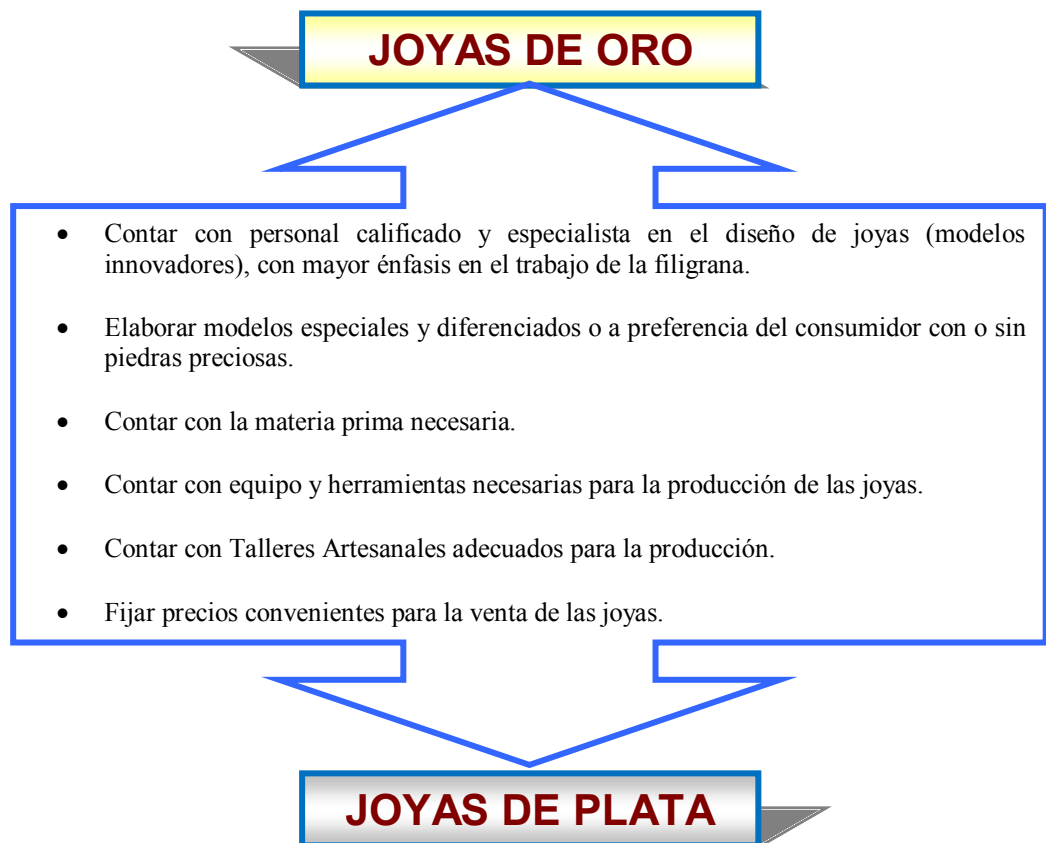 JOYAS DE ORO
• Contar con personal calificado y especialista en el diseño de joyas (modelos
innovadores), con mayor énfasis en el trabajo de la filigrana.
• Elaborar modelos especiales y diferenciados o a preferencia del consumidor con o sin
piedras preciosas.
• Contar con la materia prima necesaria.
• Contar con equipo y herramientas necesarias para la producción de las joyas.
• Contar con Talleres Artesanales adecuados para la producción.
• Fijar precios convenientes para la venta de las joyas.
JOYAS DE PLATA